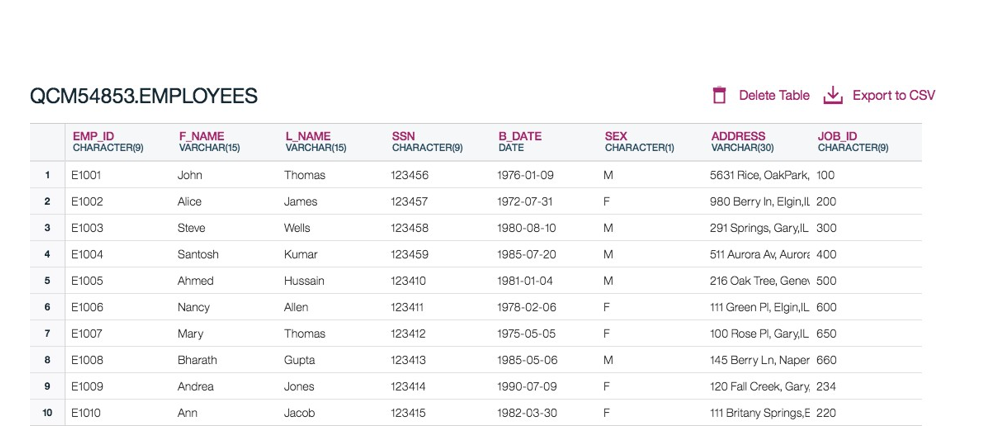 QCM54853.EMPLOYEES Delete Table Export to CSV
EMP_ID F_NAME L_NAME SSN B_DATE SEX ADDRESS JOB_ID
CHARACTER(9) VARCHAR(15) VARCHAR(15) CHARACTER(9) DATE CHARACTER(1) VARCHAR(30) CHARACTER(9)
1 E1001 John Thomas 123456 1976-01-09 M 5631 Rice, OakPark, 100
2 E1002 Alice James 123457 1972-07-31 F 980 Berry ln, Elgin,IL 200
3 E1003 Steve Wells 123458 1980-08-10 M 291 Springs, Gary,IL 300
4 E1004 Santosh Kumar 123459 1985-07-20 M 511 Aurora Av, Aurora 400
5 E1005 Ahmed Hussain 123410 1981-01-04 M 216 Oak Tree, Genev 500
6 E1006 Nancy Allen 123411 1978-02-06 F 111 Green Pl, Elgin,IL 600
7 E1007 Mary Thomas 123412 1975-05-05 F 100 Rose Pl, Gary,IL 650
8 E1008 Bharath Gupta 123413 1985-05-06 M 145 Berry Ln, Naper 660
9 E1009 Andrea Jones 123414 1990-07-09 F 120 Fall Creek, Gary, 234
10 E1010 Ann Jacob 123415 1982-03-30 F 111 Britany Springs,E 220